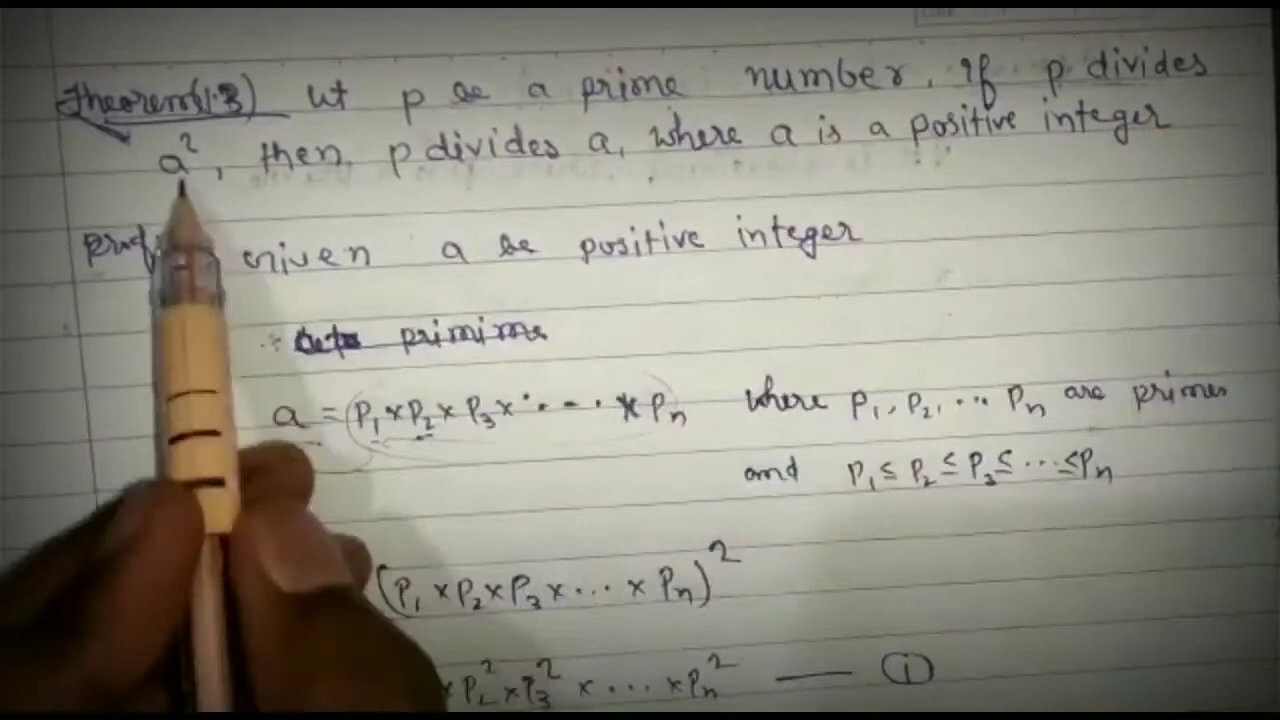 Theorem(1.3) Let p be a prime number. If p divides
a², then, p divides a, where a is a positive integer
Given a be positive integer
primims
a = (P₁×P₂×P₃×·---·×Pₙ where P₁, P₂, ... Pₙ are primes
and P₁≤ P₂ ≤ P₃≤ ...≤Pₙ
(P₁×P₂×P₃×...×Pₙ)²
×P₂²×P₃²×...×Pₙ² —— ⓘ